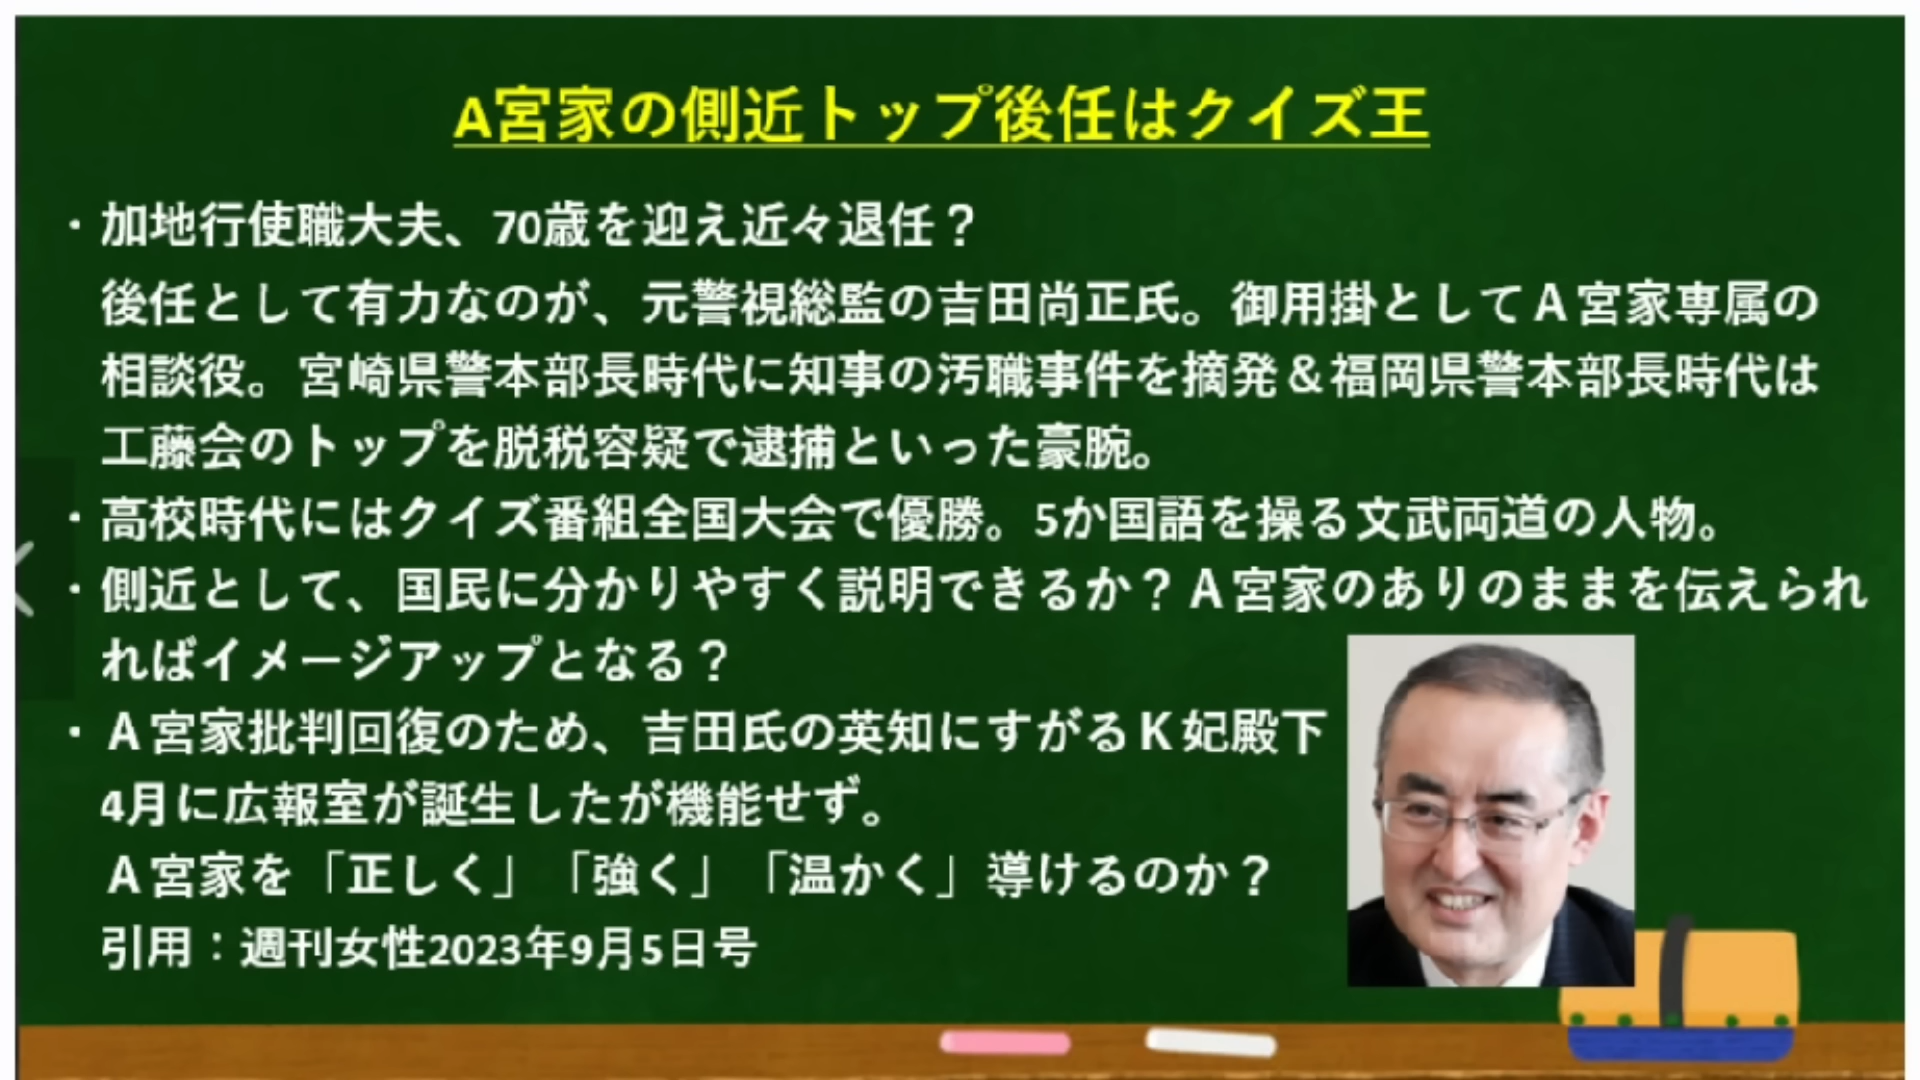 A宮家の側近トップ後任はクイズ王
・加地行使職大夫、70歳を迎え近々退任？
後任として有力なのが、元警視総監の吉田尚正氏。御用掛としてＡ宮家専属の
相談役。宮崎県警本部長時代に知事の汚職事件を摘発＆福岡県警本部長時代は
工藤会のトップを脱税容疑で逮捕といった豪腕。
・高校時代にはクイズ番組全国大会で優勝。5か国語を操る文武両道の人物。
・側近として、国民に分かりやすく説明できるか？Ａ宮家のありのままを伝えられ
ればイメージアップとなる？
・Ａ宮家批判回復のため、吉田氏の英知にすがるＫ妃殿下
4月に広報室が誕生したが機能せず。
Ａ宮家を「正しく」「強く」「温かく」導けるのか？
引用：週刊女性2023年9月5日号